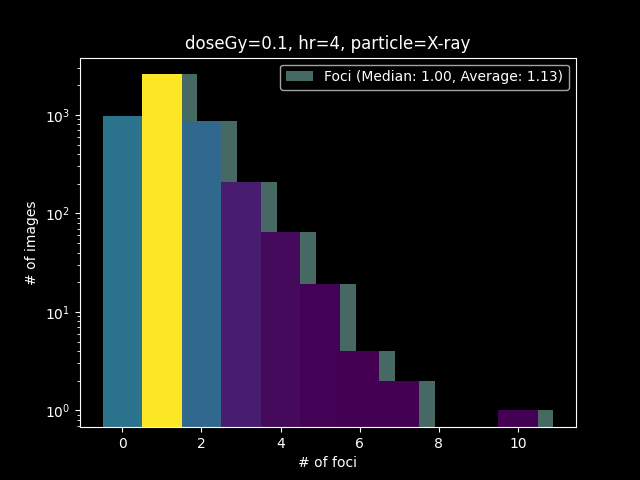 doseGy=0.1, hr=4, particle=X-ray
Foci (Median: 1.00, Average: 1.13)
# of images
10³
10²
10¹
10⁰
0 2 4 6 8 10
# of foci